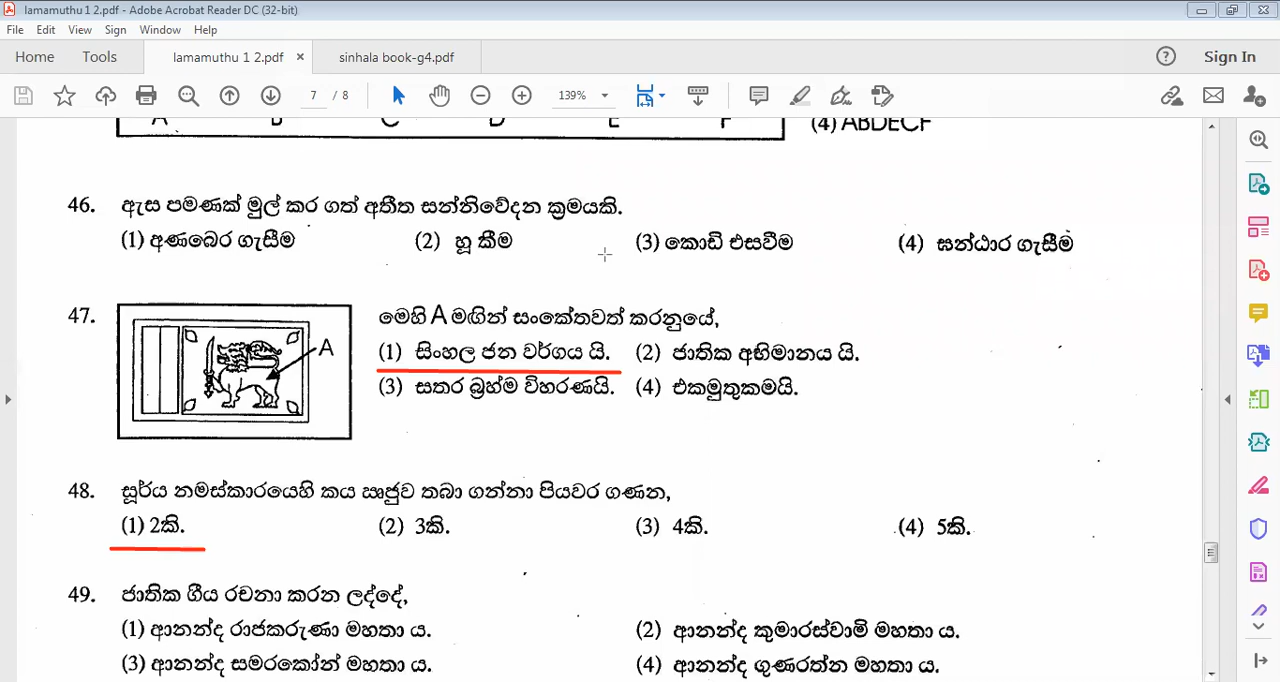 lamamuthu 1 2.pdf - Adobe Acrobat Reader DC (32-bit)
File Edit View Sign Window Help
Home Tools lamamuthu 1 2.pdf × sinhala book-g4.pdf Sign In
7 / 8 139%
(4) ABDECF
46. ඇස පමණක් මුල් කර ගත් අතීත සන්නිවේදන ක්‍රමයකි.
(1) අණබෙර ගැසීම (2) හූ කීම (3) කොඩි එසවීම (4) ඝන්ඨාර ගැසීම
47. මෙහි A මඟින් සංකේතවත් කරනුයේ,
A
(1) සිංහල ජන වර්ගය යි. (2) ජාතික අභිමානය යි.
(3) සතර බ්‍රහ්ම විහරණයි. (4) එකමුතුකමයි.
48. සූර්ය නමස්කාරයෙහි කය ඍජුව තබා ගන්නා පියවර ගණන,
(1) 2කි. (2) 3කි. (3) 4කි. (4) 5කි.
49. ජාතික ගීය රචනා කරන ලද්දේ,
(1) ආනන්ද රාජකරුණා මහතා ය. (2) ආනන්ද කුමාරස්වාමි මහතා ය.
(3) ආනන්ද සමරකෝන් මහතා ය. (4) ආනන්ද ගුණරත්න මහතා ය.